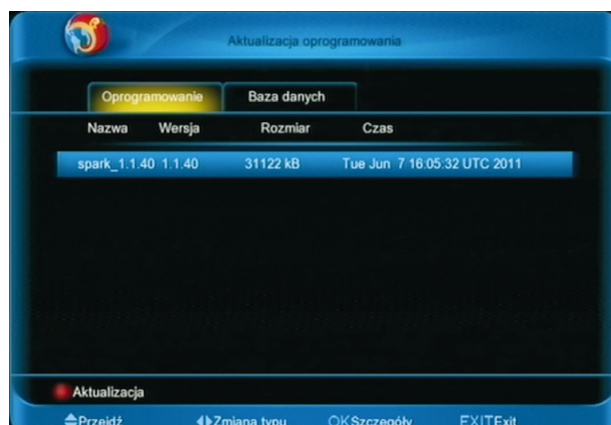 Aktualizacja oprogramowania
Oprogramowanie Baza danych
Nazwa Wersja Rozmiar Czas
spark_1.1.40 1.1.40 31122 kB Tue Jun 7 16:05:32 UTC 2011
Aktualizacja
Przejdź Zmiana typu OK Szczegóły EXIT Exit